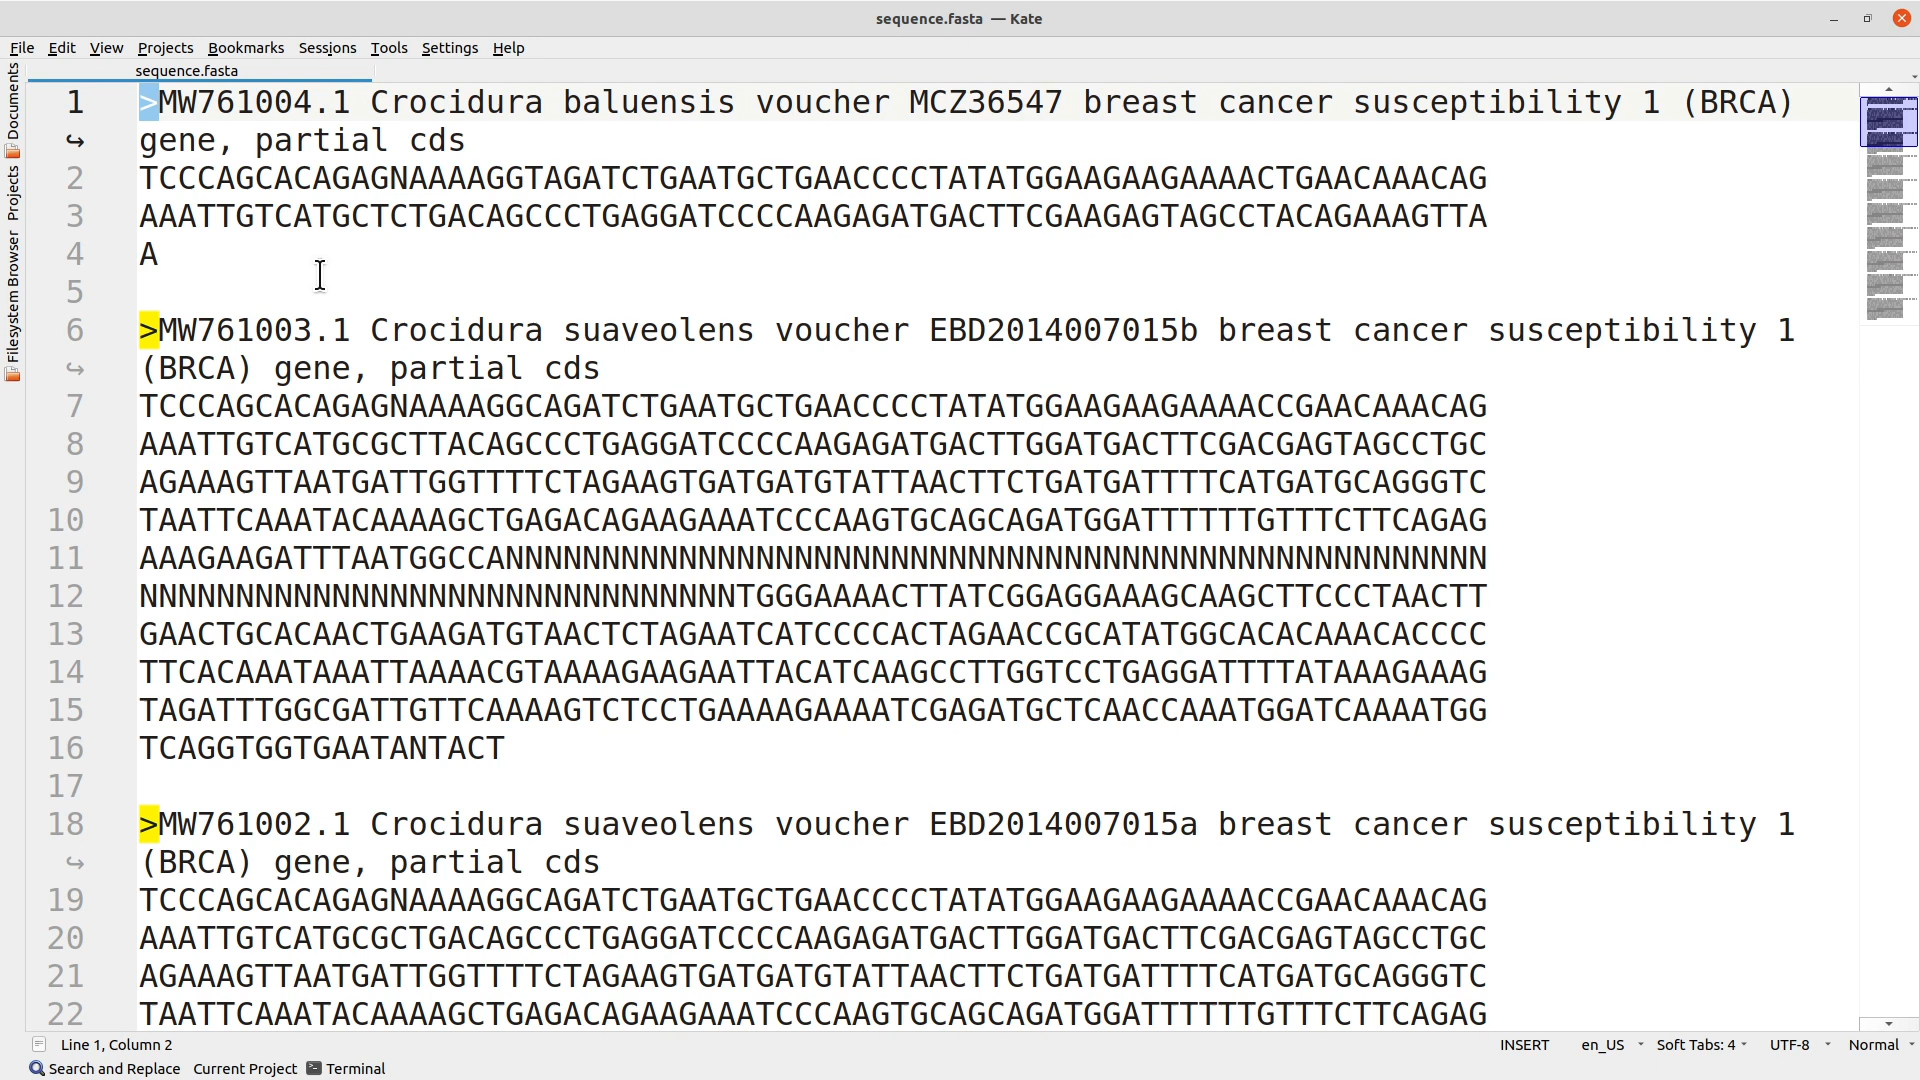 sequence.fasta — Kate
File Edit View Projects Bookmarks Sessions Tools Settings Help
sequence.fasta
Documents
Projects
Filesystem Browser
1 >MW761004.1 Crocidura baluensis voucher MCZ36547 breast cancer susceptibility 1 (BRCA)
↪ gene, partial cds
2 TCCCAGCACAGAGNAAAAGGTAGATCTGAATGCTGAACCCCTATATGGAAGAAGAAAACTGAACAAACAG
3 AAATTGTCATGCTCTGACAGCCCTGAGGATCCCCAAGAGATGACTTCGAAGAGTAGCCTACAGAAAGTTA
4 A
5
6 >MW761003.1 Crocidura suaveolens voucher EBD2014007015b breast cancer susceptibility 1
↪ (BRCA) gene, partial cds
7 TCCCAGCACAGAGNAAAAGGCAGATCTGAATGCTGAACCCCTATATGGAAGAAGAAAACCGAACAAACAG
8 AAATTGTCATGCGCTTACAGCCCTGAGGATCCCCAAGAGATGACTTGGATGACTTCGACGAGTAGCCTGC
9 AGAAAGTTAATGATTGGTTTTCTAGAAGTGATGATGTATTAACTTCTGATGATTTTCATGATGCAGGGTC
10 TAATTCAAATACAAAAGCTGAGACAGAAGAAATCCCAAGTGCAGCAGATGGATTTTTTGTTTCTTCAGAG
11 AAAGAAGATTTAATGGCCANNNNNNNNNNNNNNNNNNNNNNNNNNNNNNNNNNNNNNNNNNNNNNNNNNN
12 NNNNNNNNNNNNNNNNNNNNNNNNNNNNNNNTGGGAAAACTTATCGGAGGAAAGCAAGCTTCCCTAACTT
13 GAACTGCACAACTGAAGATGTAACTCTAGAATCATCCCCACTAGAACCGCATATGGCACACAAACACCCC
14 TTCACAAATAAATTAAAACGTAAAAGAAGAATTACATCAAGCCTTGGTCCTGAGGATTTTATAAAGAAAG
15 TAGATTTGGCGATTGTTCAAAAGTCTCCTGAAAAGAAAATCGAGATGCTCAACCAAATGGATCAAAATGG
16 TCAGGTGGTGAATANTACT
17
18 >MW761002.1 Crocidura suaveolens voucher EBD2014007015a breast cancer susceptibility 1
↪ (BRCA) gene, partial cds
19 TCCCAGCACAGAGNAAAAGGCAGATCTGAATGCTGAACCCCTATATGGAAGAAGAAAACCGAACAAACAG
20 AAATTGTCATGCGCTGACAGCCCTGAGGATCCCCAAGAGATGACTTGGATGACTTCGACGAGTAGCCTGC
21 AGAAAGTTAATGATTGGTTTTCTAGAAGTGATGATGTATTAACTTCTGATGATTTTCATGATGCAGGGTC
22 TAATTCAAATACAAAAGCTGAGACAGAAGAAATCCCAAGTGCAGCAGATGGATTTTTTGTTTCTTCAGAG
Line 1, Column 2 INSERT en_US Soft Tabs: 4 UTF-8 Normal
Search and Replace Current Project Terminal